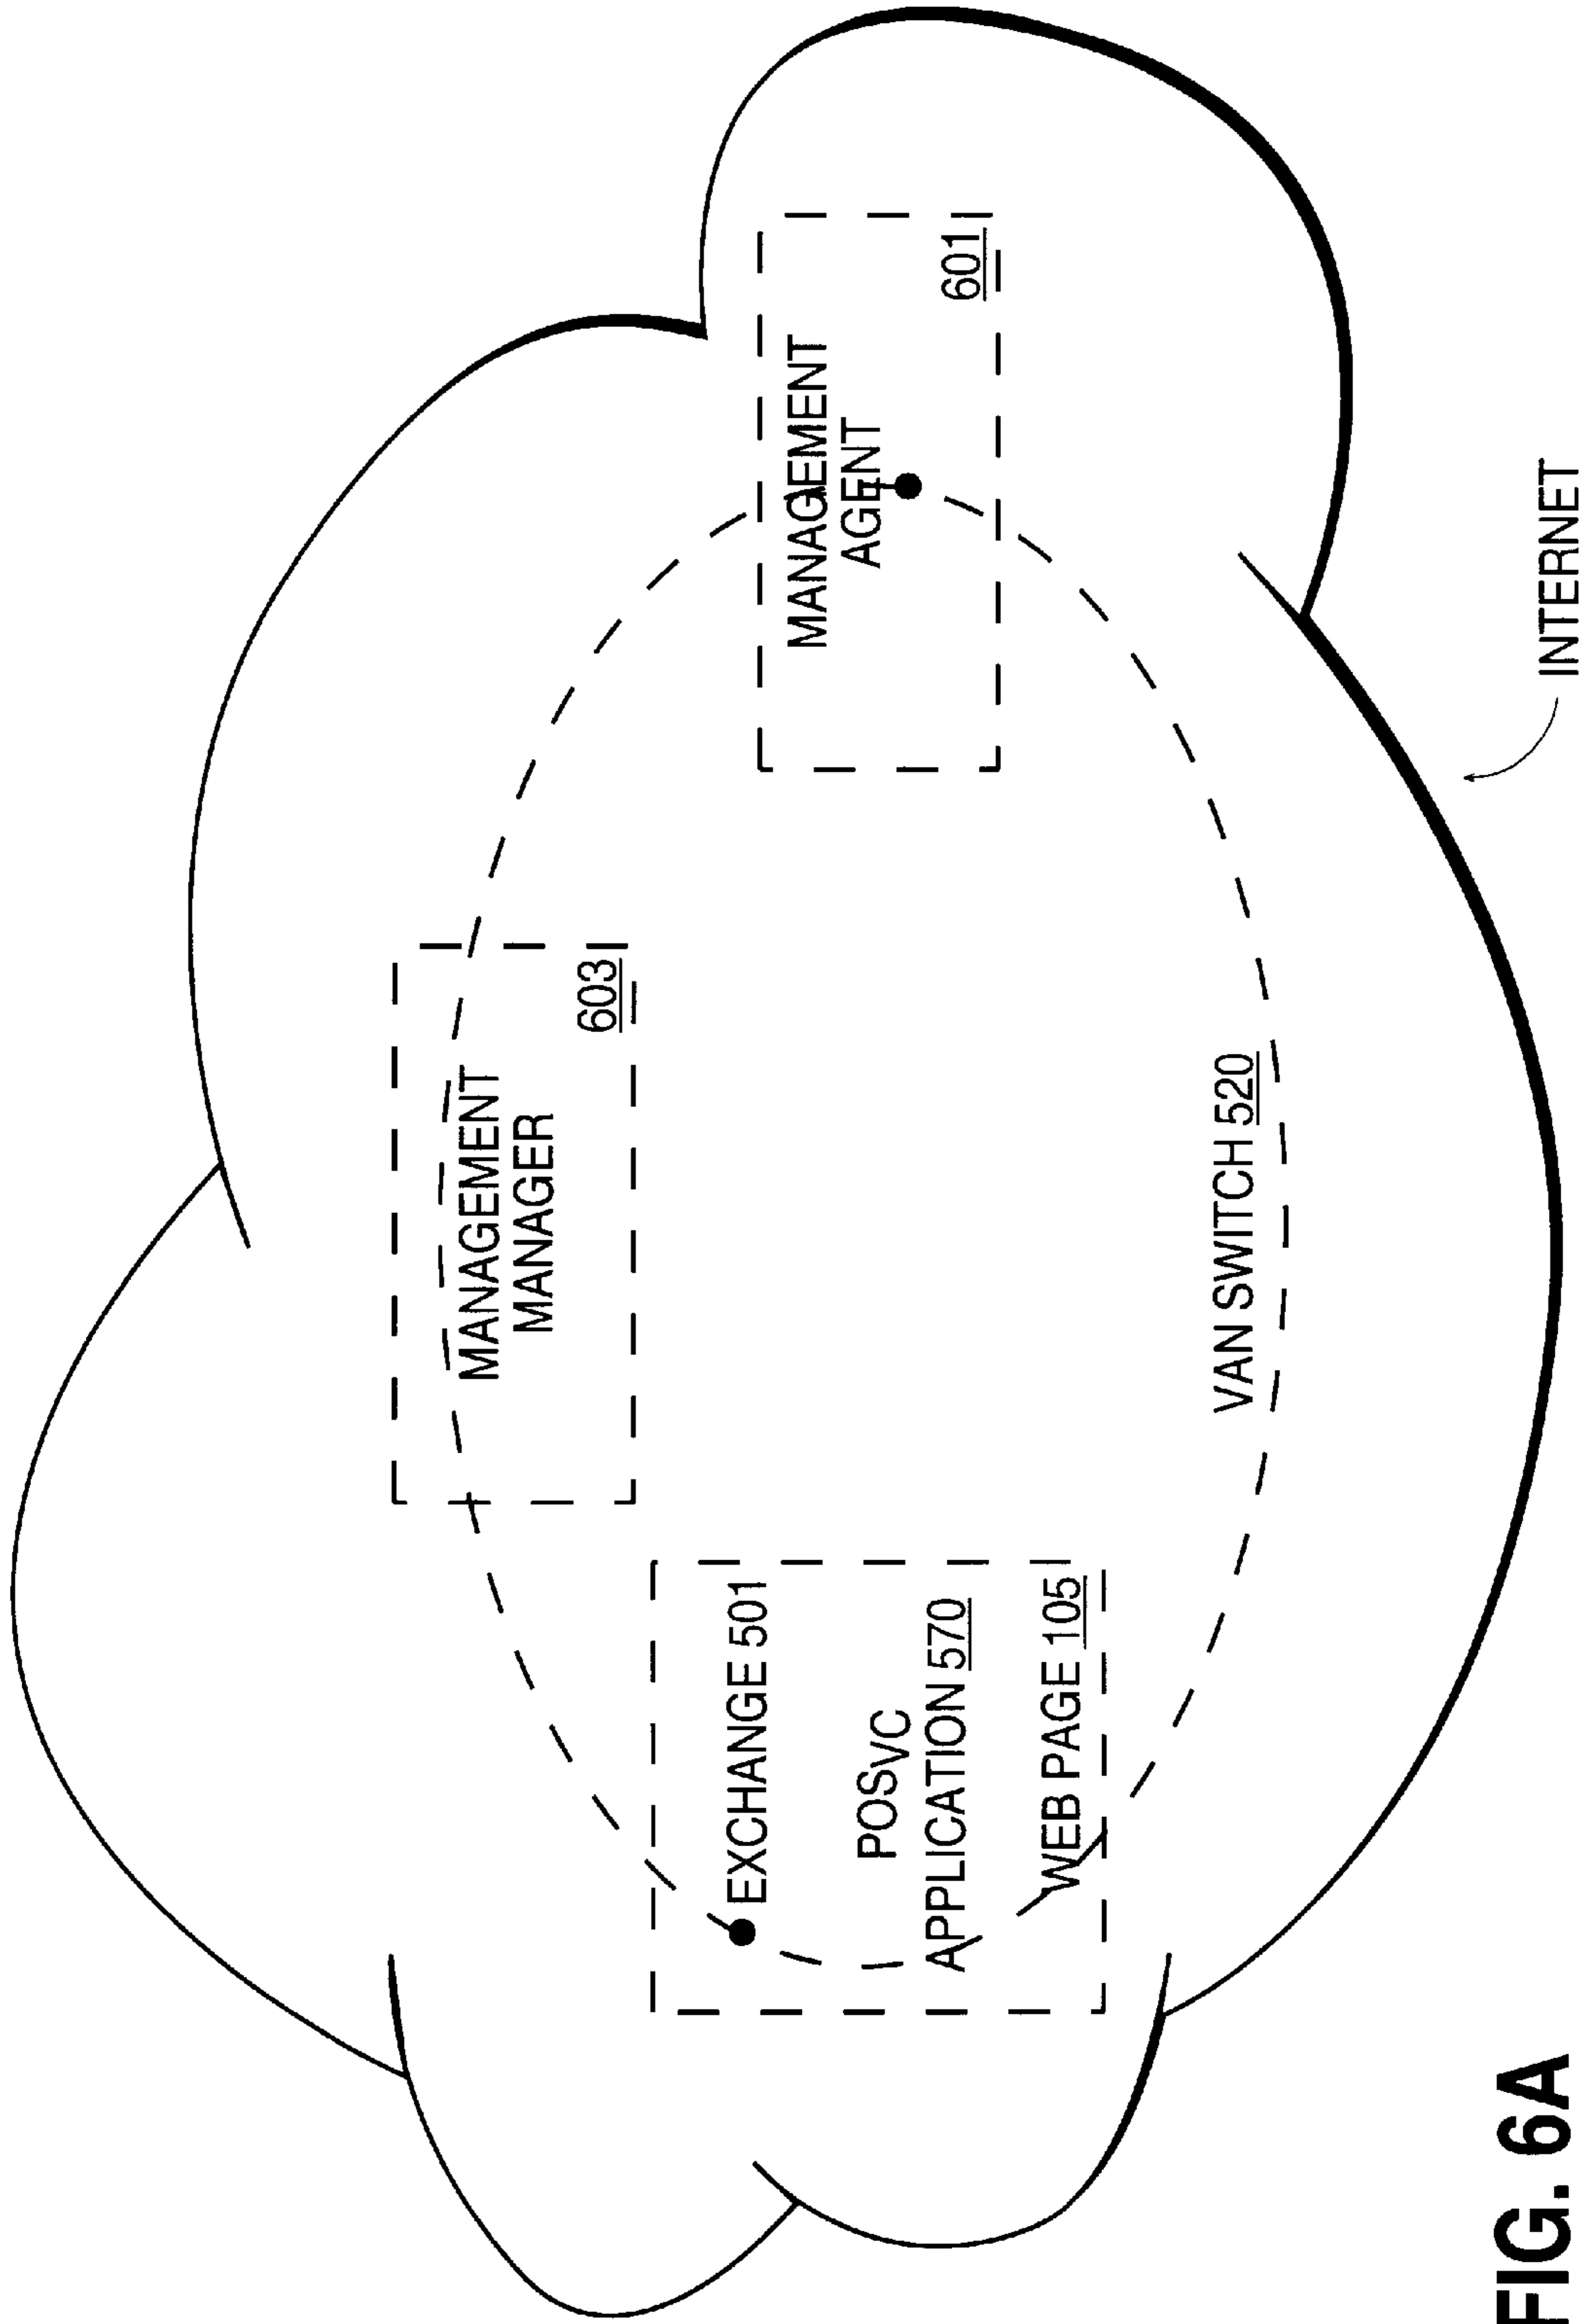 MANAGEMENT
MANAGER
603
EXCHANGE 501
POSVC
APPLICATION 570
WEB PAGE 105
MANAGEMENT
AGENT
601
VAN SWITCH 520
INTERNET
FIG. 6A